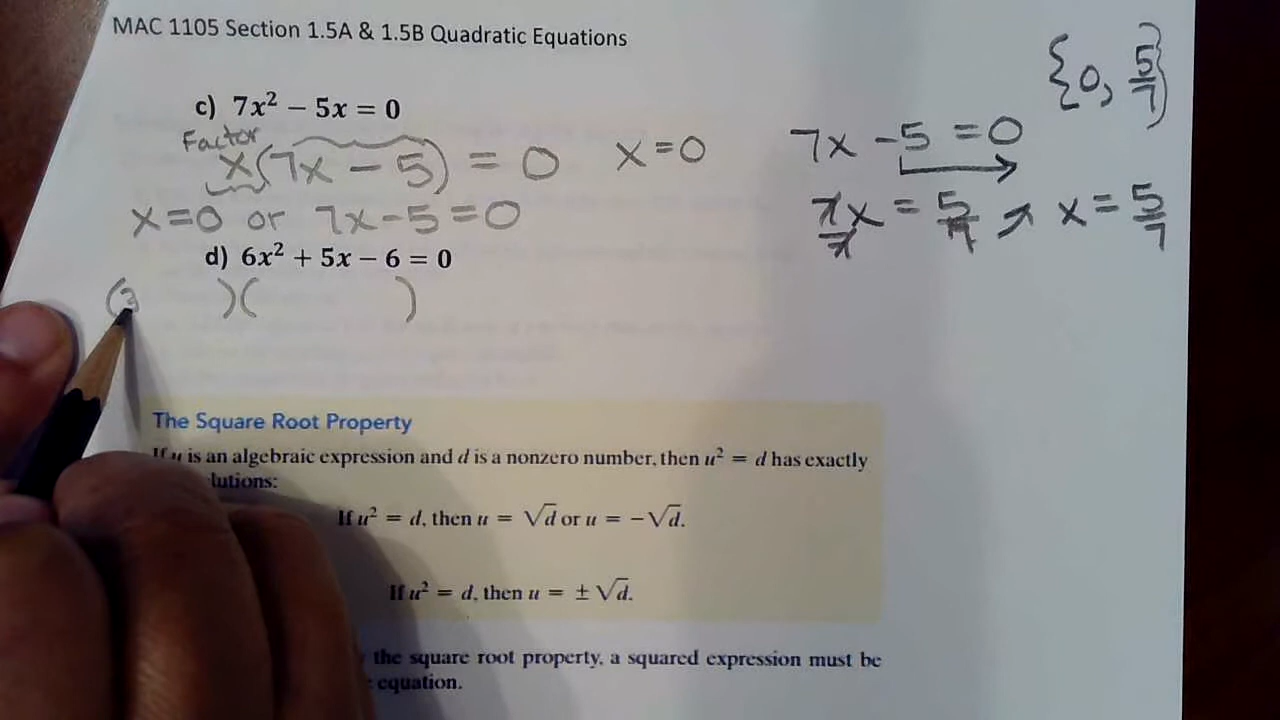 MAC 1105 Section 1.5A & 1.5B Quadratic Equations
{0, 5/7}
c) 7x² − 5x = 0
Factor
x(7x − 5) = 0
x = 0
7x − 5 = 0
x = 0 or 7x − 5 = 0
7x/7 = 5/7 → x = 5/7
d) 6x² + 5x − 6 = 0
(3 )( )
The Square Root Property
If u is an algebraic expression and d is a nonzero number, then u² = d has exactly
lutions:
If u² = d, then u = √d or u = −√d.
If u² = d, then u = ± √d.
the square root property, a squared expression must be
equation.